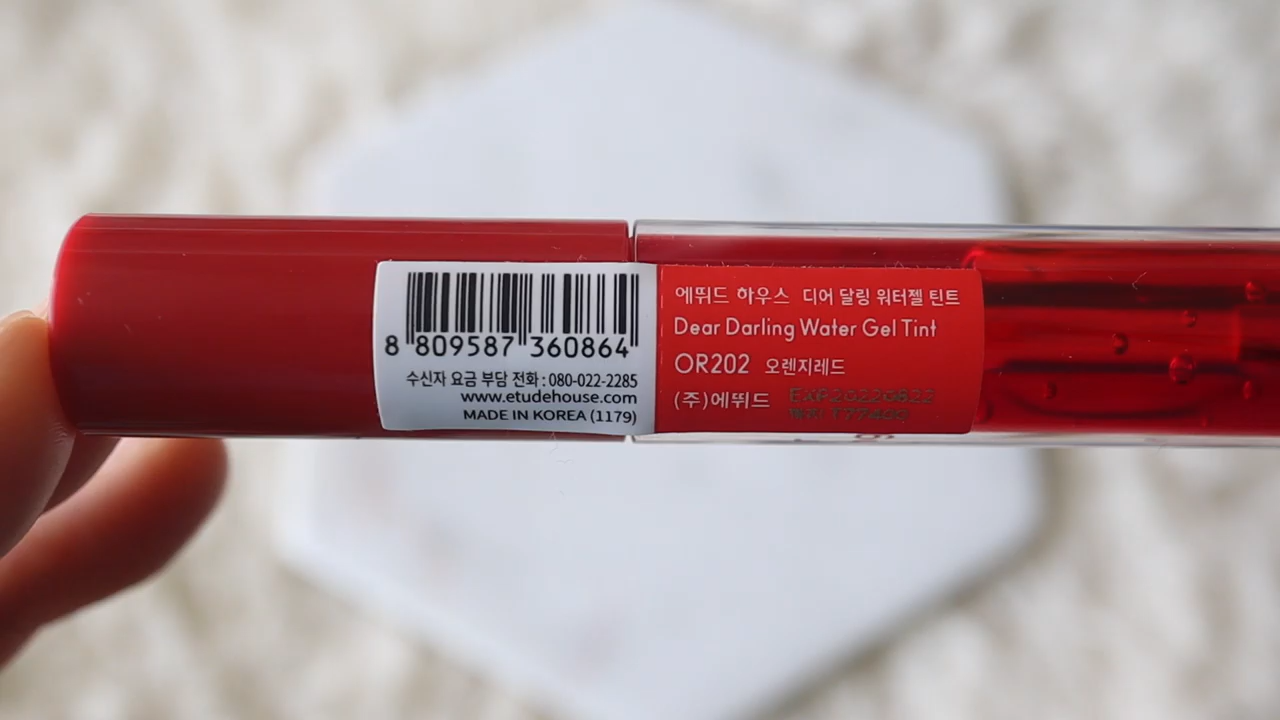 8 809587 360864
수신자 요금 부담 전화 : 080-022-2285
www.etudehouse.com
MADE IN KOREA (1179)
에뛰드 하우스 디어 달링 워터젤 틴트
Dear Darling Water Gel Tint
OR202 오렌지레드
(주)에뛰드 EXP20220822